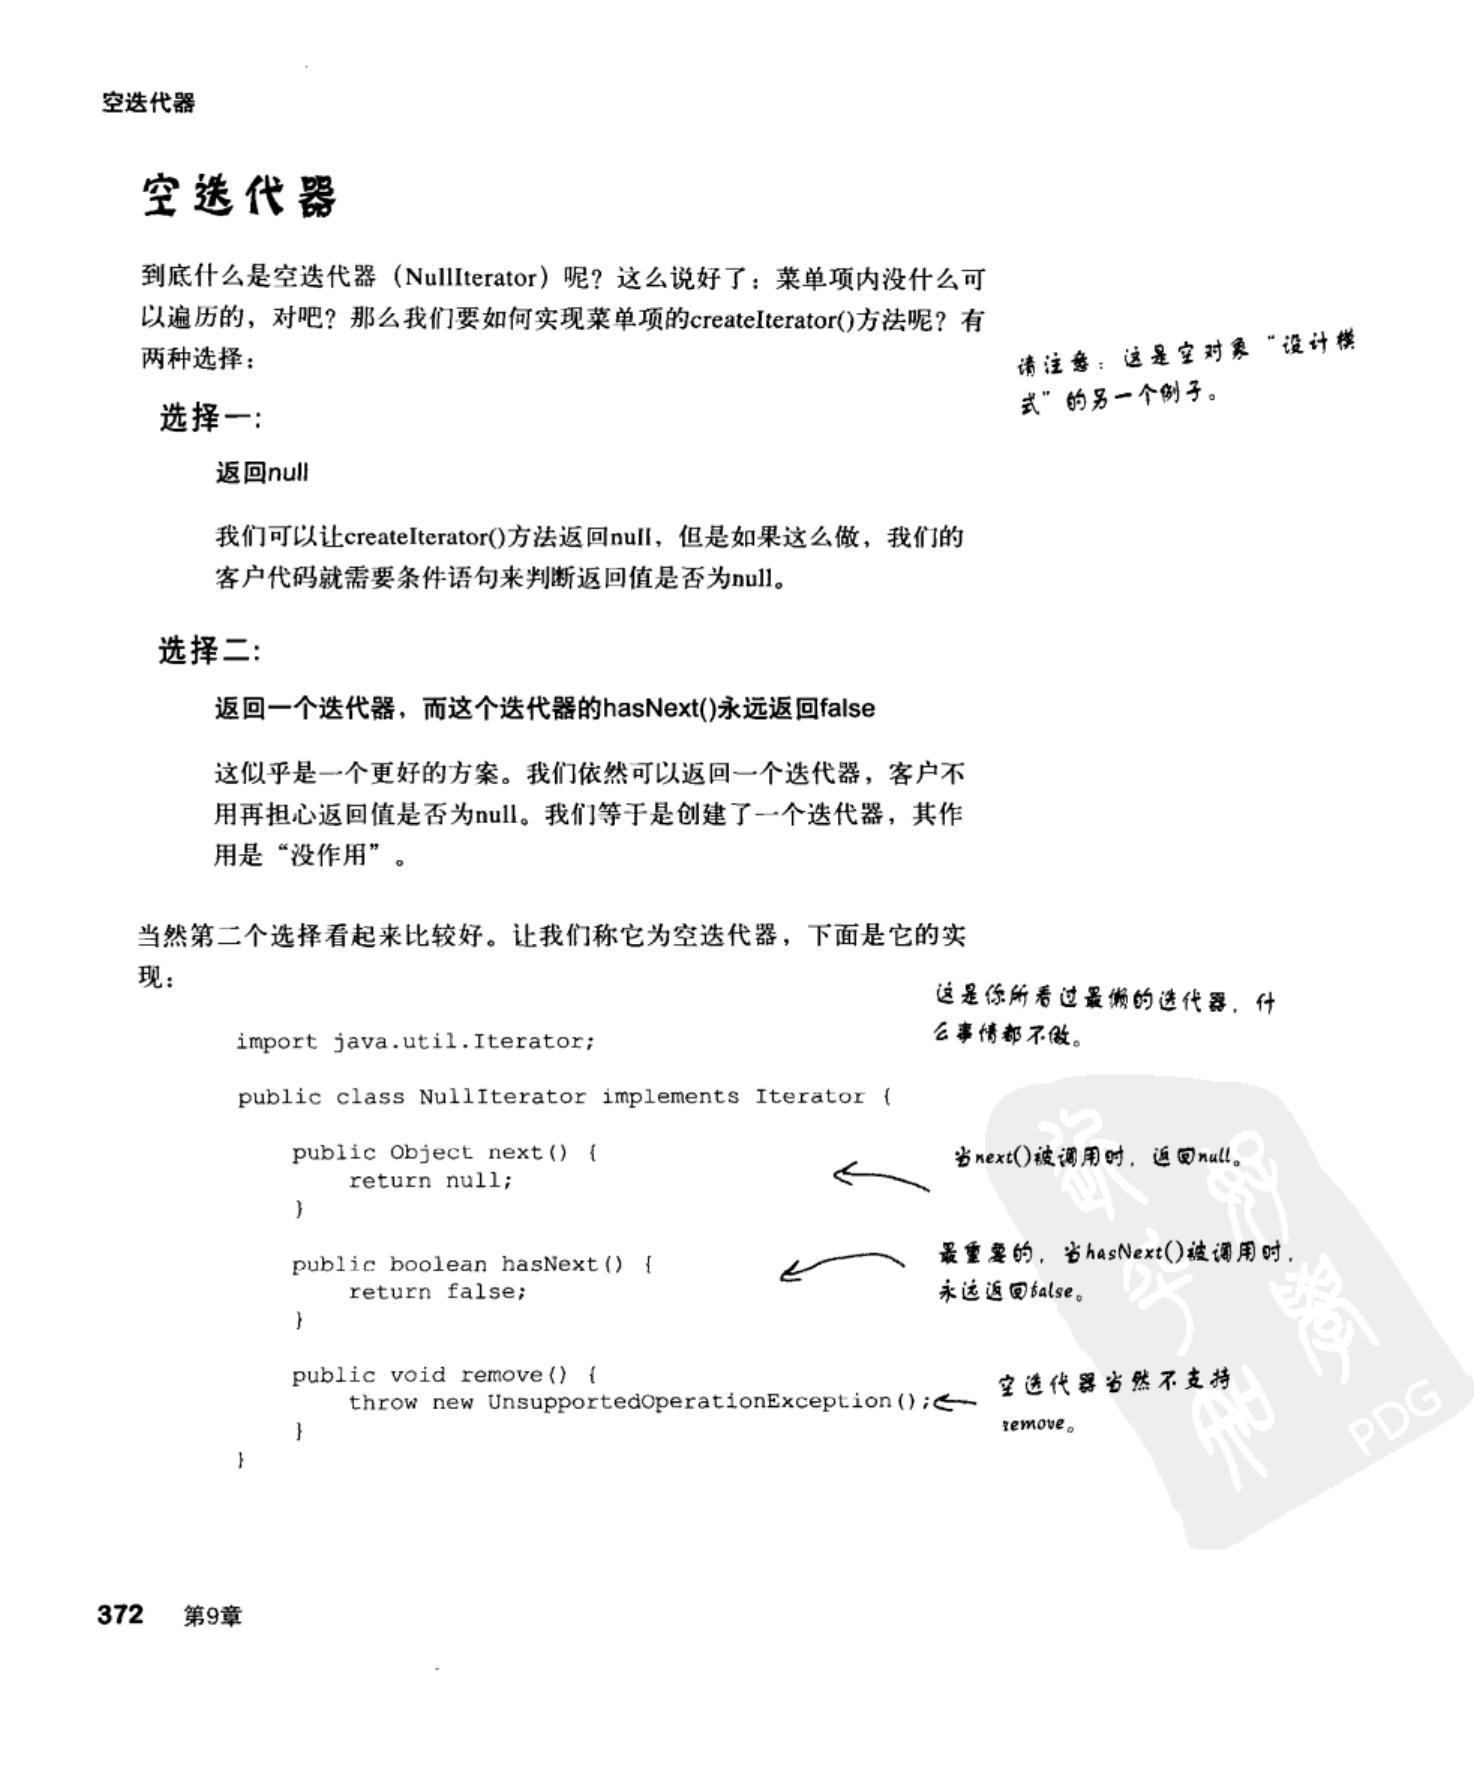 空迭代器
空迭代器
到底什么是空迭代器（NullIterator）呢？这么说好了：菜单项内没什么可
以遍历的，对吧？那么我们要如何实现菜单项的createIterator()方法呢？有
两种选择：
请注意：这是空对象“设计模
式”的另一个例子。
选择一：
返回null
我们可以让createIterator()方法返回null，但是如果这么做，我们的
客户代码就需要条件语句来判断返回值是否为null。
选择二：
返回一个迭代器，而这个迭代器的hasNext()永远返回false
这似乎是一个更好的方案。我们依然可以返回一个迭代器，客户不
用再担心返回值是否为null。我们等于是创建了一个迭代器，其作
用是“没作用”。
当然第二个选择看起来比较好。让我们称它为空迭代器，下面是它的实
现：
这是你所看过最懒的迭代器，什
么事情都不做。
import java.util.Iterator;
public class NullIterator implements Iterator {
public Object next() {
return null;
}
当next()被调用时，返回null。
public boolean hasNext() {
return false;
}
最重要的，当hasNext()被调用时，
永远返回false。
public void remove() {
throw new UnsupportedOperationException();
}
}
空迭代器当然不支持
remove。
PDG
372 第9章